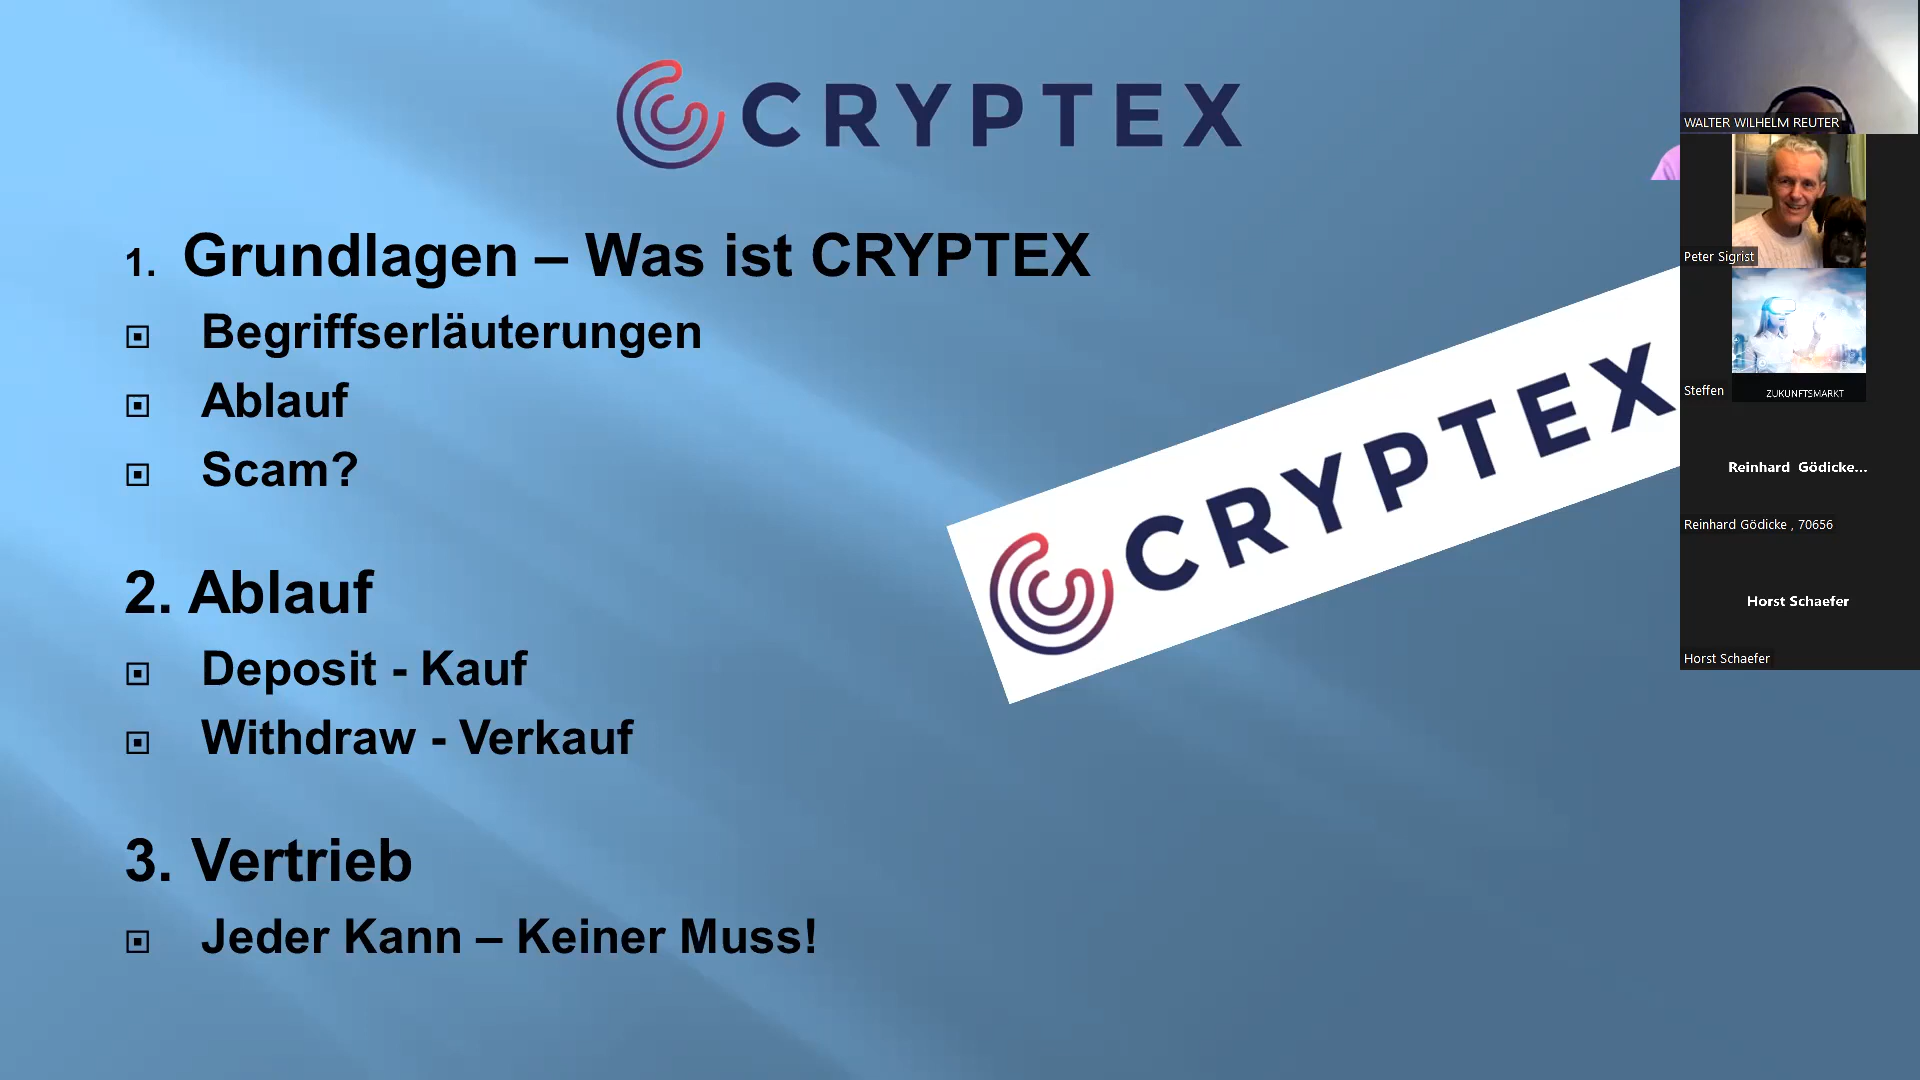 CRYPTEX
1. Grundlagen – Was ist CRYPTEX
Begriffserläuterungen
Ablauf
Scam?
2. Ablauf
Deposit - Kauf
Withdraw - Verkauf
3. Vertrieb
Jeder Kann – Keiner Muss!
CRYPTEX
WALTER WILHELM REUTER
Peter Sigrist
Steffen
ZUKUNFTSMARKT
Reinhard Gödicke...
Reinhard Gödicke , 70656
Horst Schaefer
Horst Schaefer